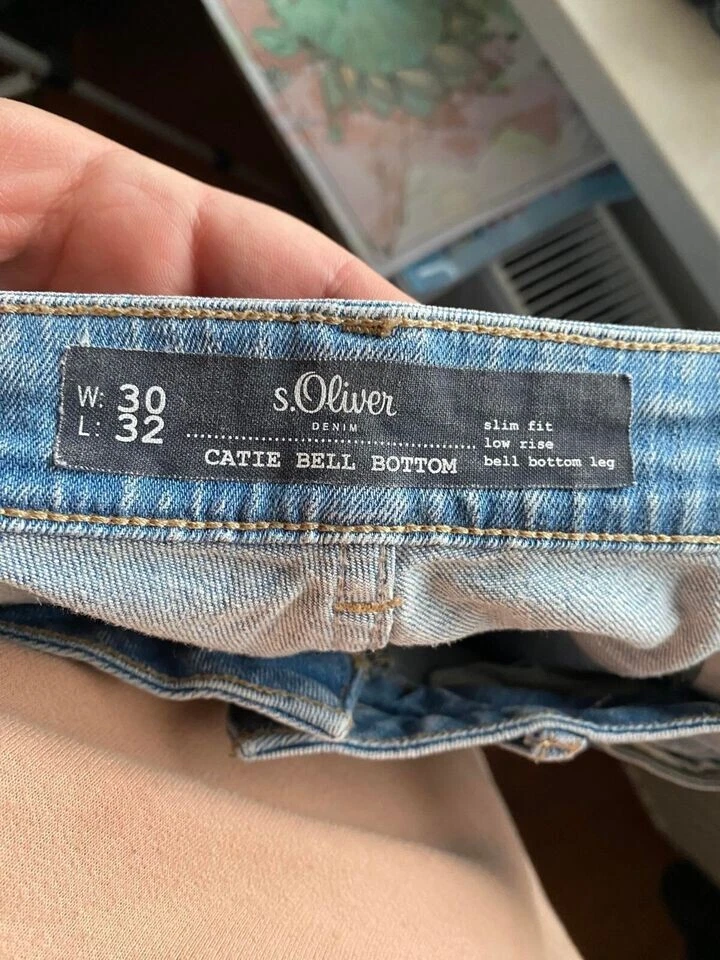 W: 30
L: 32
s.Oliver
DENIM
CATIE BELL BOTTOM
slim fit
low rise
bell bottom leg